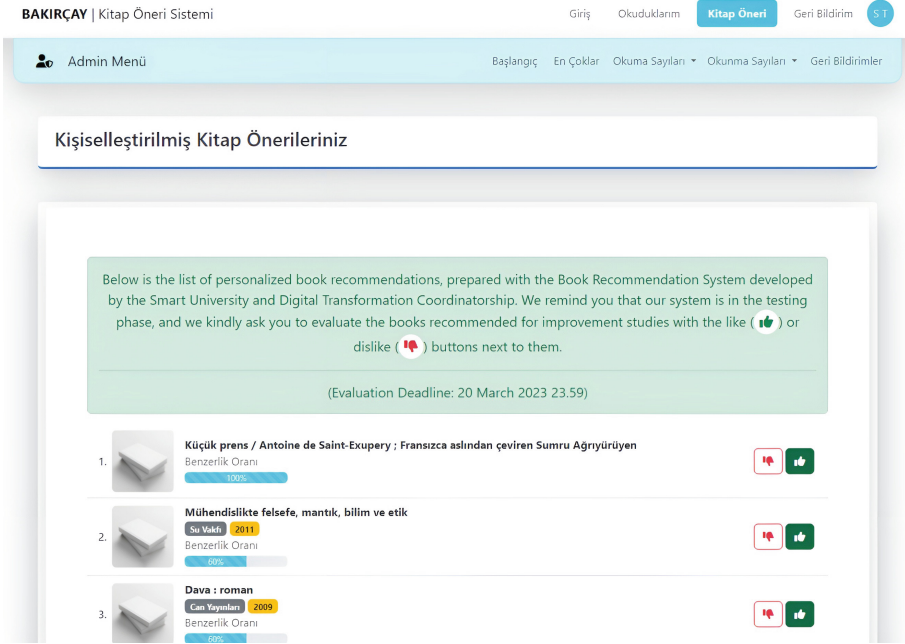 BAKIRÇAY | Kitap Öneri Sistemi
Giriş Okuduklarım Kitap Öneri Geri Bildirim ST
Admin Menü
Başlangıç En Çoklar Okuma Sayıları Okunma Sayıları Geri Bildirimler
Kişiselleştirilmiş Kitap Önerileriniz
Below is the list of personalized book recommendations, prepared with the Book Recommendation System developed
by the Smart University and Digital Transformation Coordinatorship. We remind you that our system is in the testing
phase, and we kindly ask you to evaluate the books recommended for improvement studies with the like ( ) or
dislike ( ) buttons next to them.
(Evaluation Deadline: 20 March 2023 23.59)
1. Küçük prens / Antoine de Saint-Exupery ; Fransızca aslından çeviren Sumru Ağrıyürüyen
Benzerlik Oranı
100%
2. Mühendislikte felsefe, mantık, bilim ve etik
Su Vakfı 2011
Benzerlik Oranı
60%
3. Dava : roman
Can Yayınları 2009
Benzerlik Oranı
60%